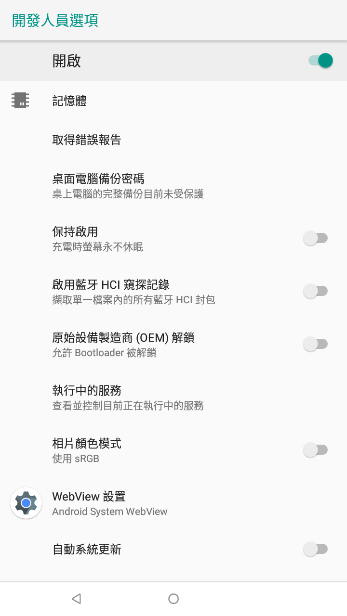 開發人員選項
開啟
記憶體
取得錯誤報告
桌面電腦備份密碼
桌上電腦的完整備份目前未受保護
保持啟用
充電時螢幕永不休眠
啟用藍牙 HCI 窺探記錄
擷取單一檔案內的所有藍牙 HCI 封包
原始設備製造商 (OEM) 解鎖
允許 Bootloader 被解鎖
執行中的服務
查看並控制目前正在執行中的服務
相片顏色模式
使用 sRGB
WebView 設置
Android System WebView
自動系統更新